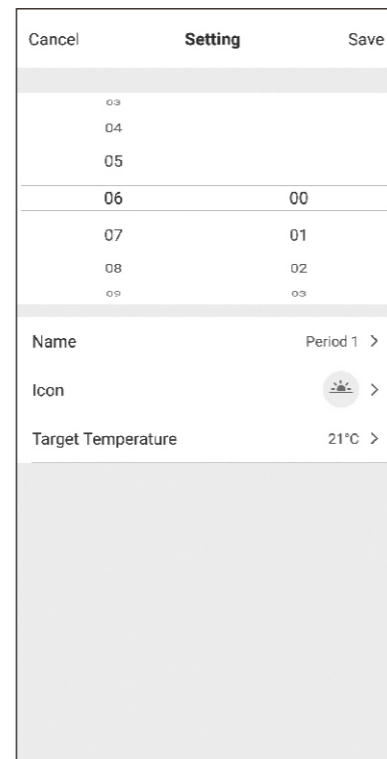 Cancel Setting Save
03
04
05
06 00
07 01
08 02
09 03
Name Period 1 >
Icon >
Target Temperature 21°C >